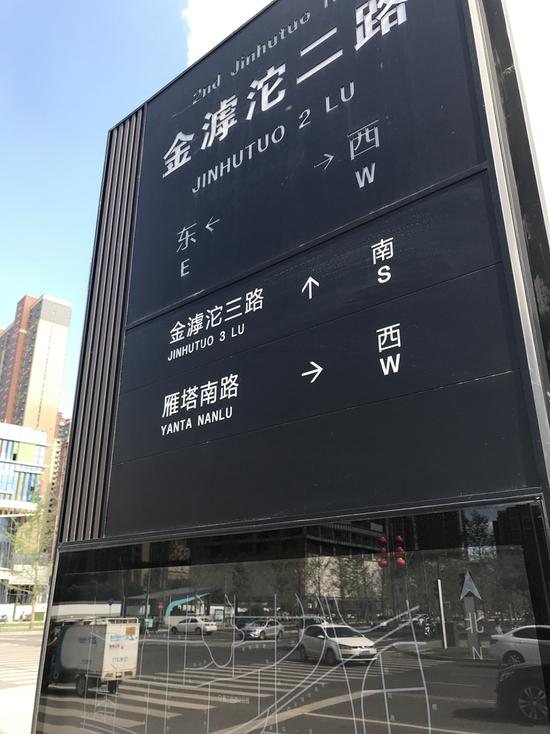 2nd Jinhutuo
金滹沱二路
JINHUTUO 2 LU
东 ← → 西
E W
金滹沱三路 ↑ 南
JINHUTUO 3 LU S
雁塔南路 → 西
YANTA NANLU W
北
N